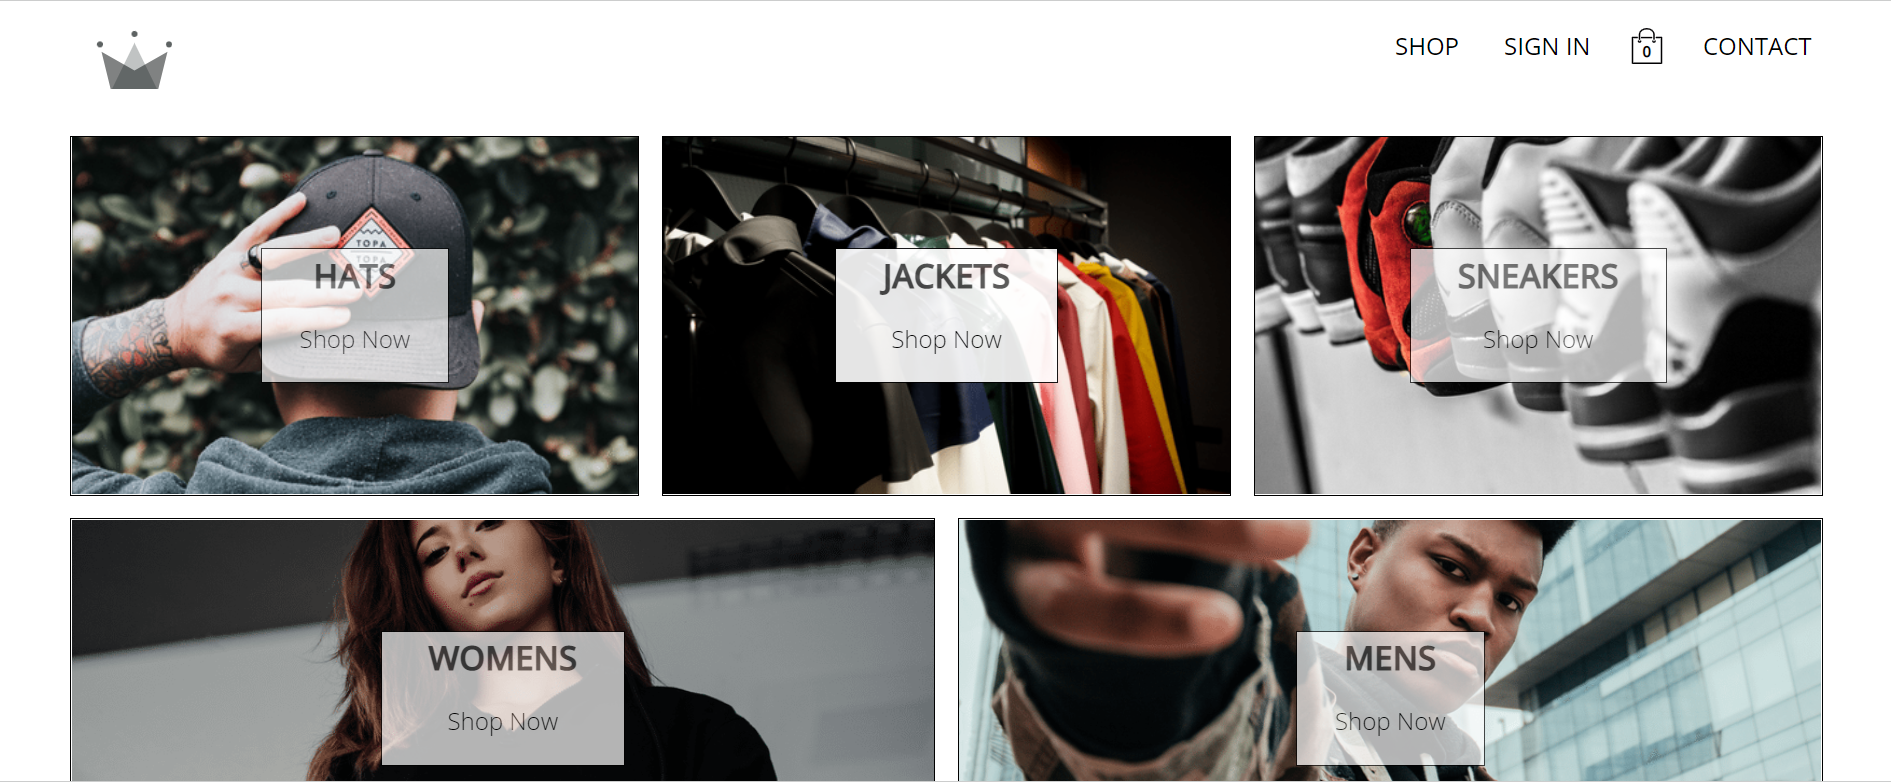 SHOP SIGN IN 0 CONTACT
TOPA
TOPA
HATS
Shop Now
JACKETS
Shop Now
SNEAKERS
Shop Now
WOMENS
Shop Now
MENS
Shop Now